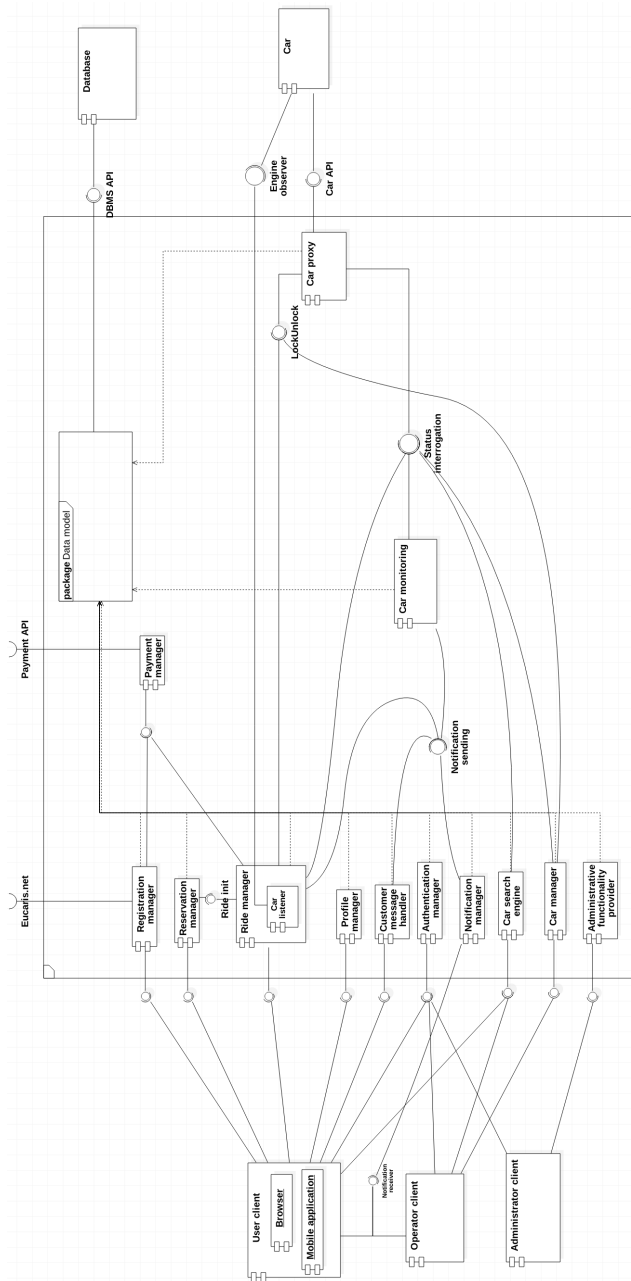 Database
Car
DBMS API
Engine
observer
Car API
Car proxy
LockUnlock
Status
interrogation
package Data model
Car monitoring
Payment API
Payment
manager
Notification
sending
Eucaris.net
Registration
manager
Reservation
manager
Ride init
Ride manager
Car
listener
Profile
manager
Customer
message
handler
Authentication
manager
Notification
manager
Car search
engine
Car manager
Administrative
functionality
provider
User client
Browser
Mobile application
Notification
receiver
Operator client
Administrator client